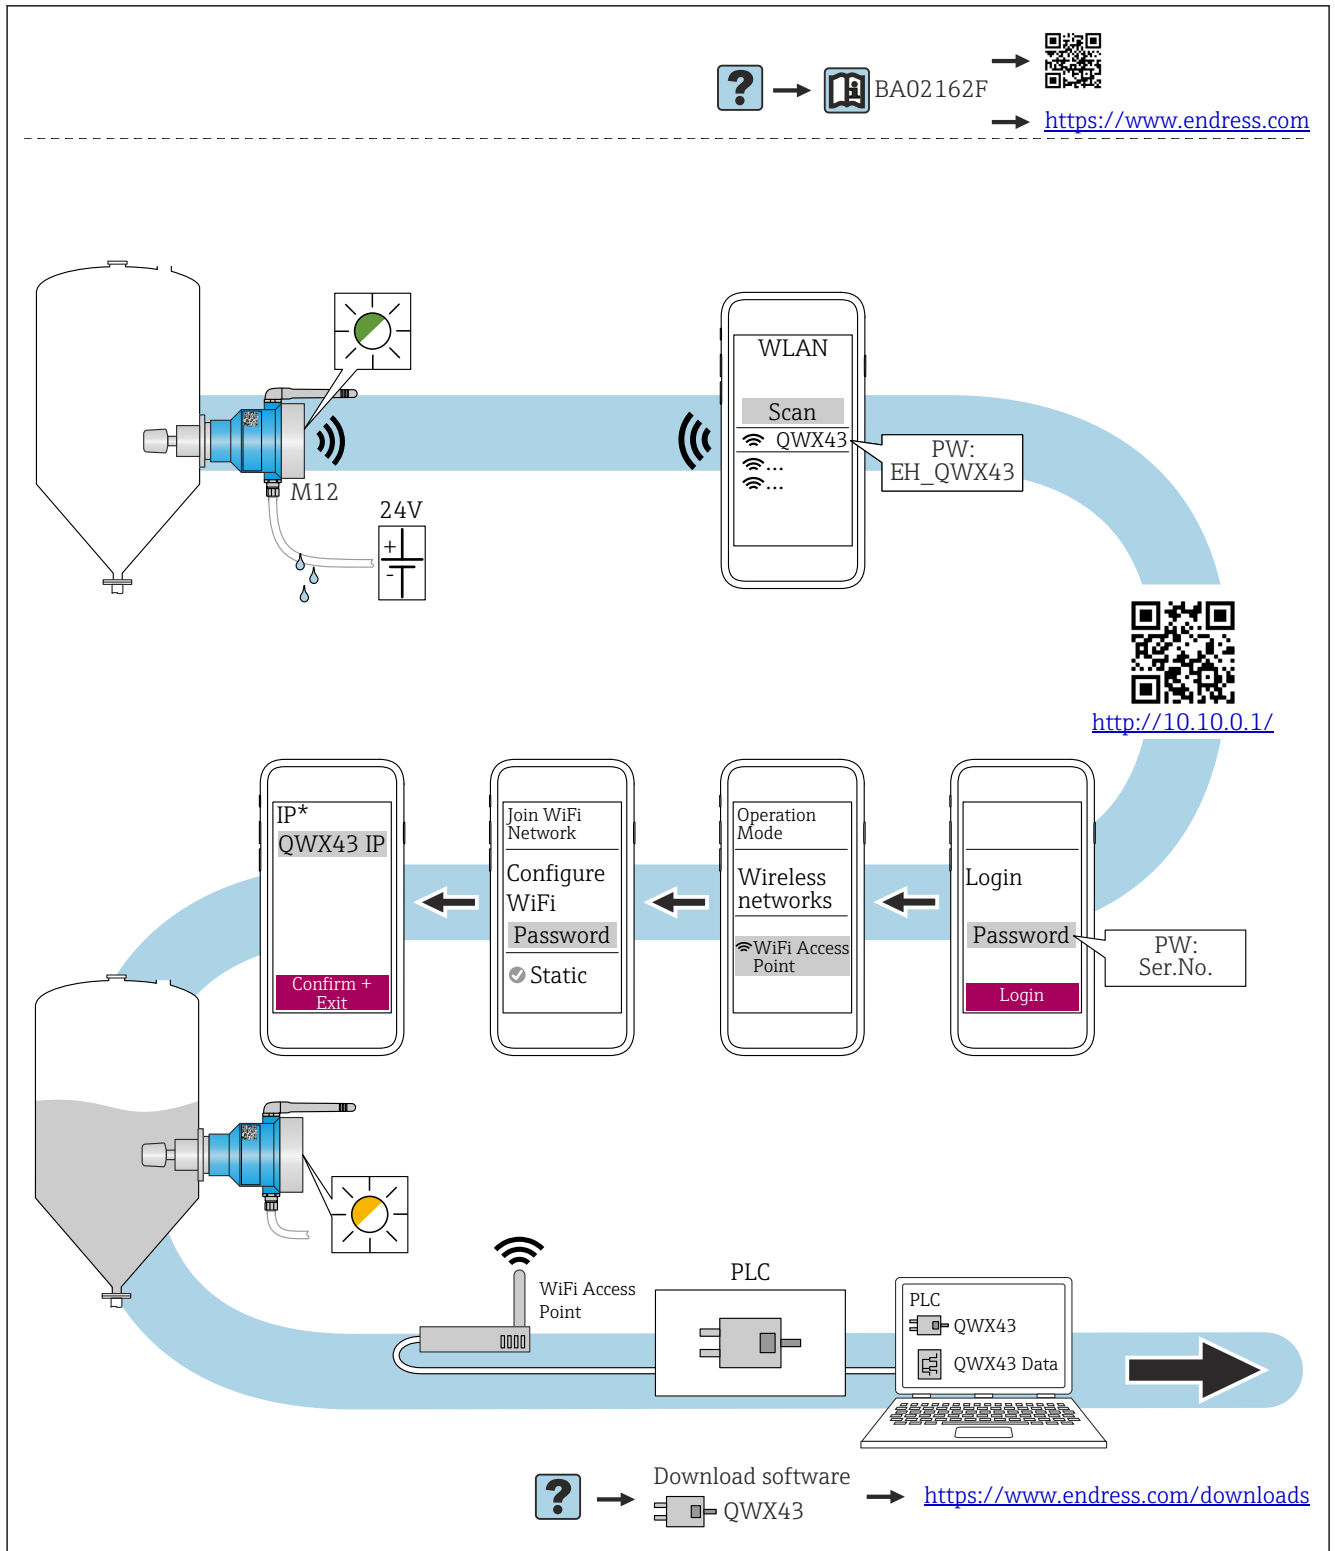 BA02162F
https://www.endress.com
WLAN
Scan
QWX43
...
...
PW:
EH_QWX43
M12
24V
+
-
http://10.10.0.1/
IP*
QWX43 IP
Confirm +
Exit
Join WiFi
Network
Configure
WiFi
Password
Static
Operation
Mode
Wireless
networks
WiFi Access
Point
Login
Password
Login
PW:
Ser.No.
WiFi Access
Point
PLC
PLC
QWX43
QWX43 Data
Download software
QWX43
https://www.endress.com/downloads